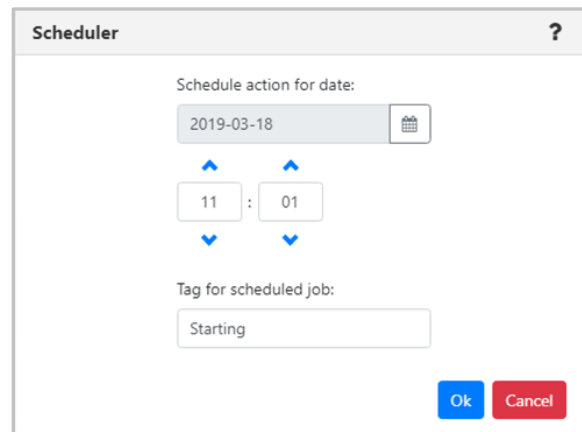 Scheduler ?
Schedule action for date:
2019-03-18
11 : 01
Tag for scheduled job:
Starting
Ok Cancel